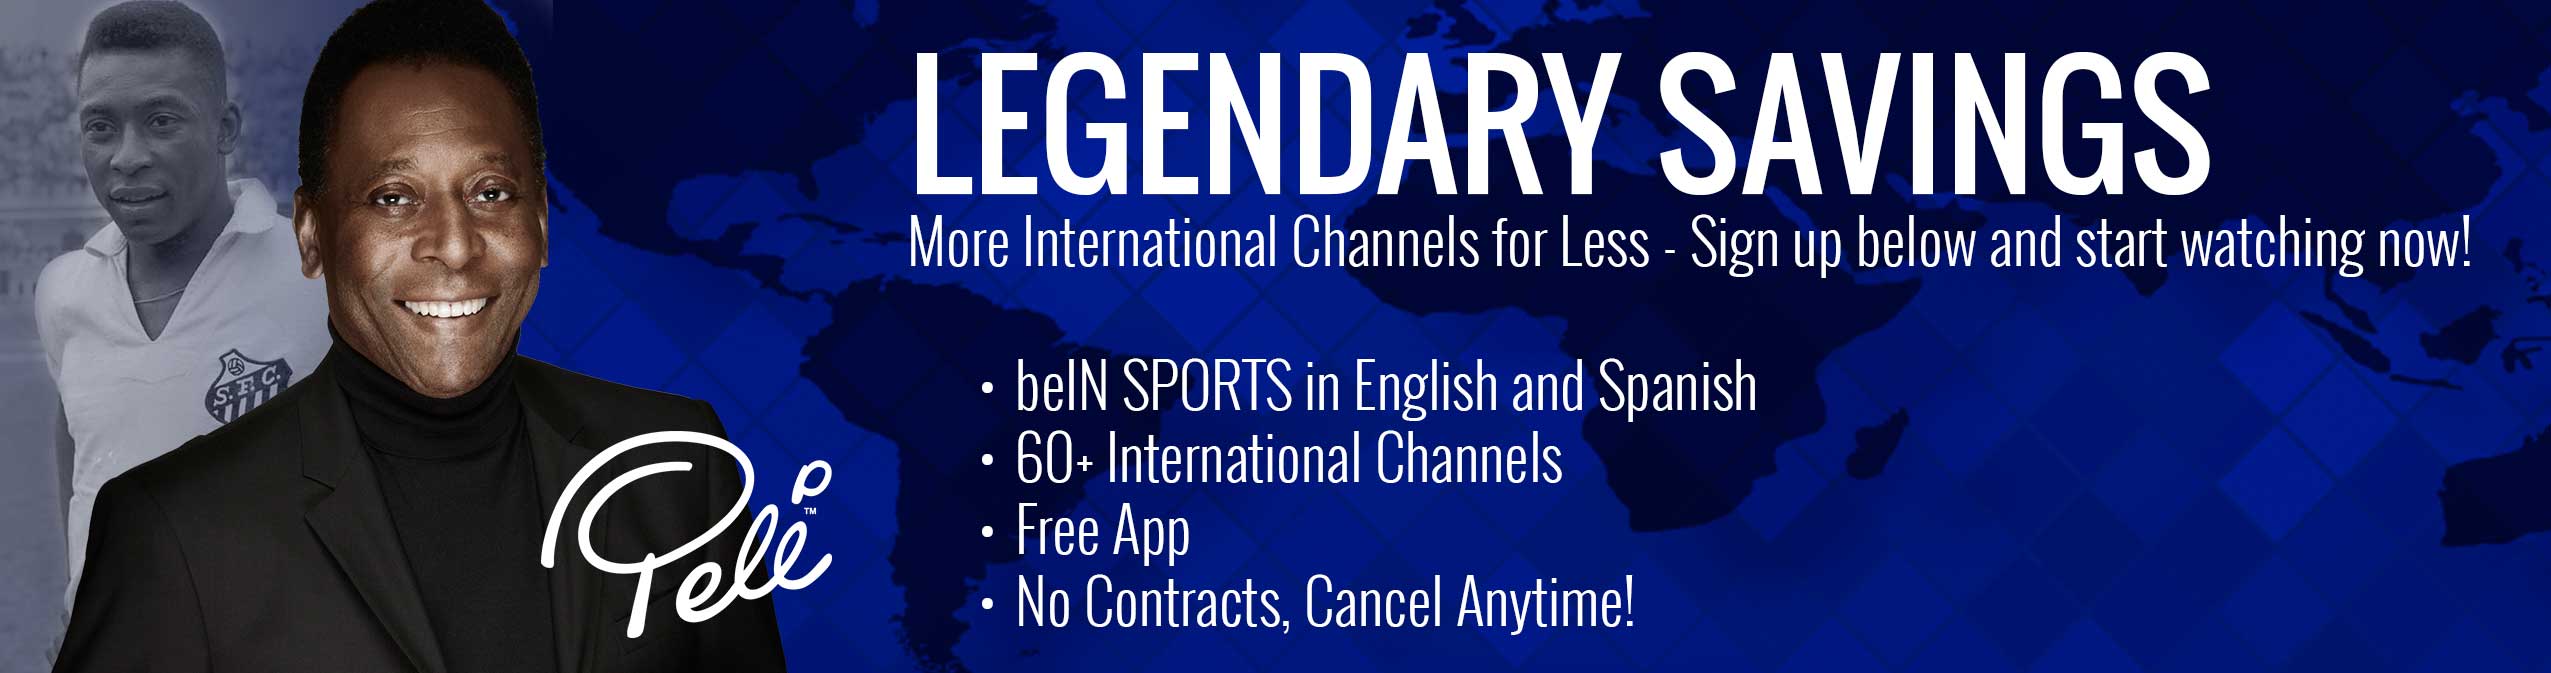 LEGENDARY SAVINGS
More International Channels for Less - Sign up below and start watching now!
• beIN SPORTS in English and Spanish
• 60+ International Channels
• Free App
• No Contracts, Cancel Anytime!
S.F.C.
Pelé™